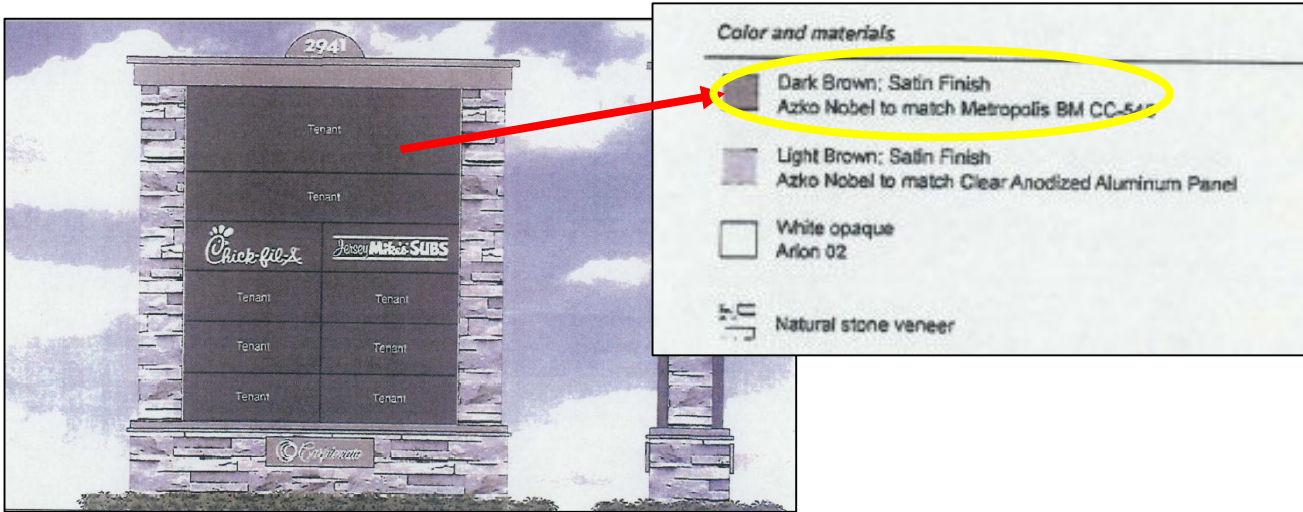 2941
Tenant
Tenant
Chick-fil-A
Jersey Mike's SUBS
Tenant Tenant
Tenant Tenant
Tenant Tenant
Color and materials
Dark Brown; Satin Finish
Azko Nobel to match Metropolis BM
Light Brown; Satin Finish
Azko Nobel to match Clear Anodized Aluminum Panel
White opaque
Arlon 02
Natural stone veneer